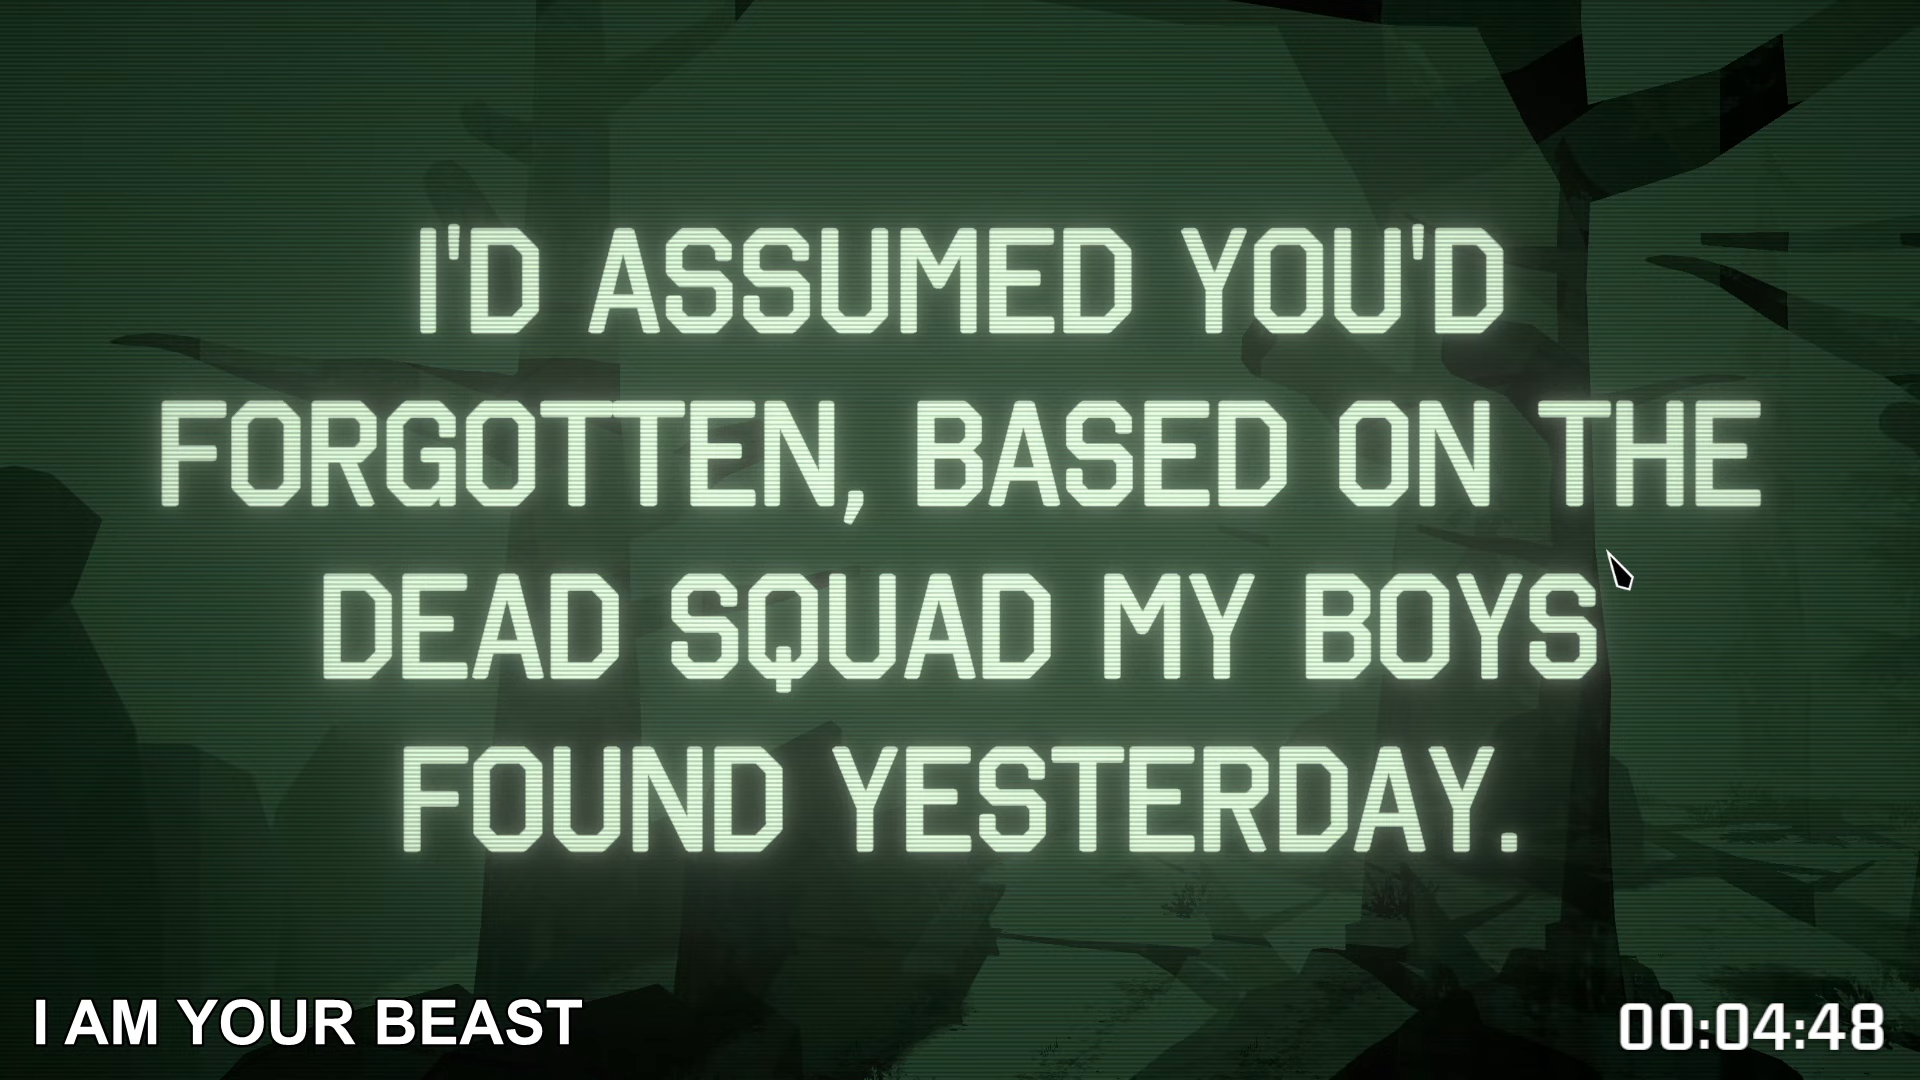 I'D ASSUMED YOU'D
FORGOTTEN, BASED ON THE
DEAD SQUAD MY BOYS
FOUND YESTERDAY.
I AM YOUR BEAST
00:04:48